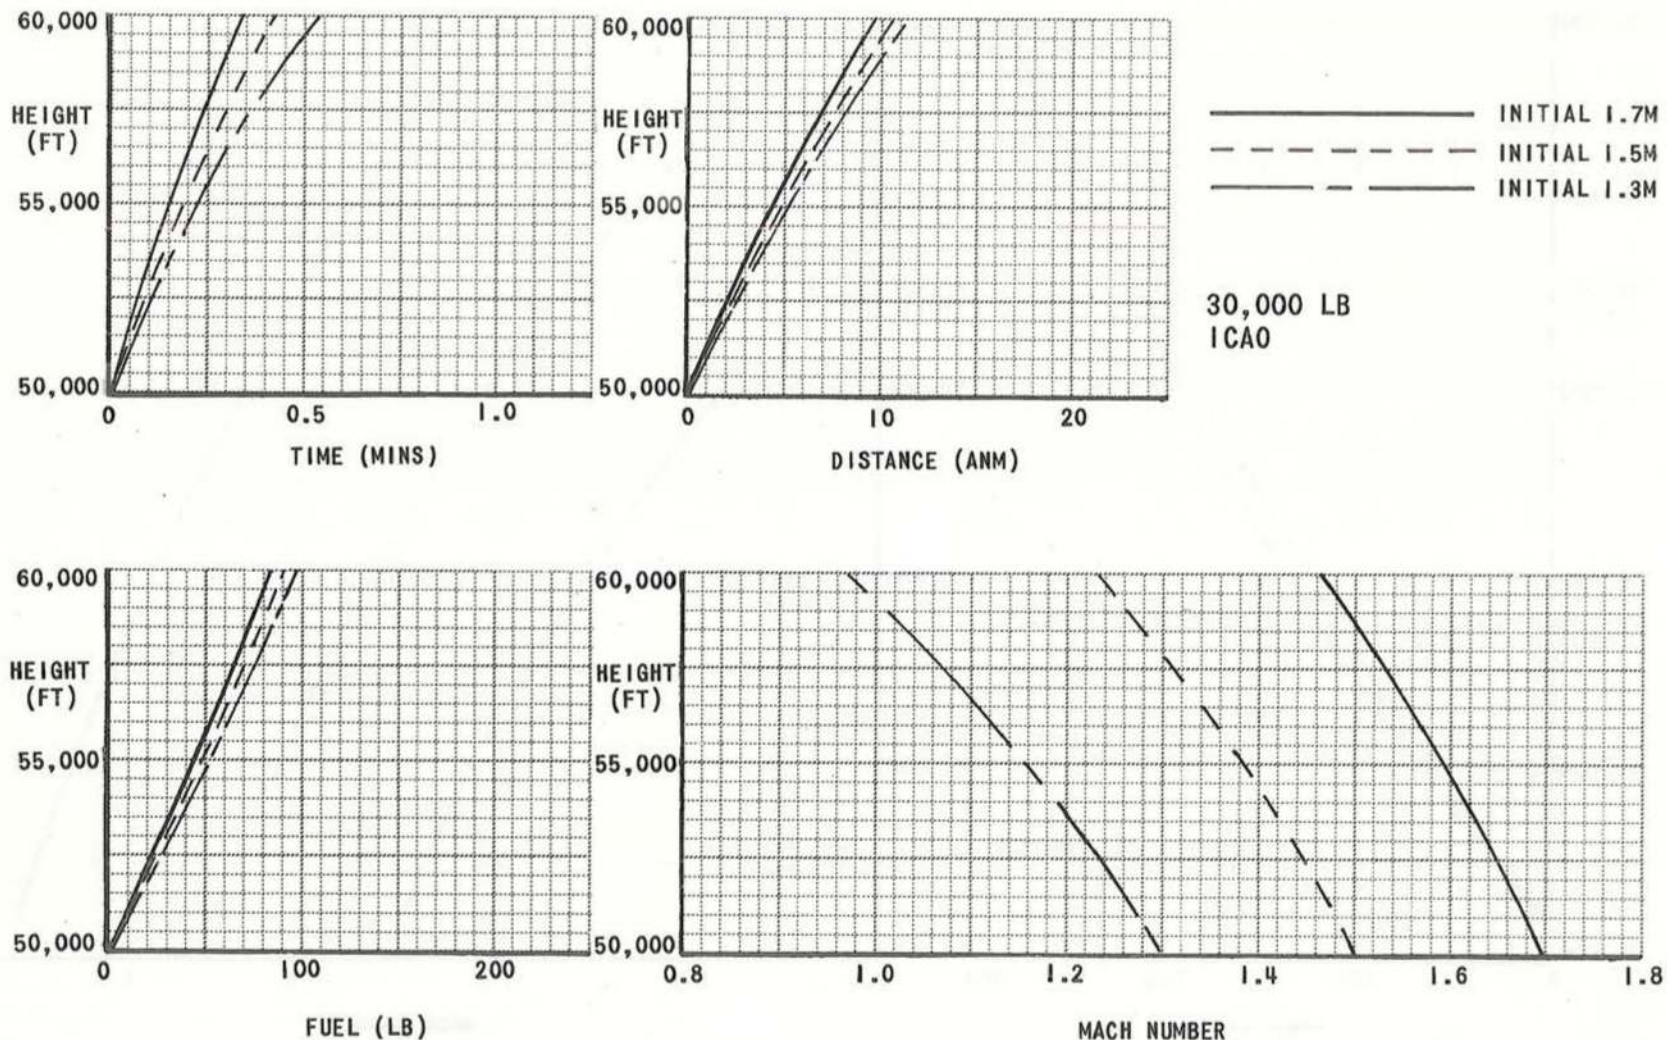 60,000
HEIGHT
(FT)
55,000
50,000
0
0.5
1.0
TIME (MINS)
60,000
HEIGHT
(FT)
55,000
50,000
0
10
20
DISTANCE (ANM)
INITIAL 1.7M
INITIAL 1.5M
INITIAL 1.3M
30,000 LB
ICAO
60,000
HEIGHT
(FT)
55,000
50,000
0
100
200
FUEL (LB)
60,000
HEIGHT
(FT)
55,000
50,000
0.8
1.0
1.2
1.4
1.6
1.8
MACH NUMBER